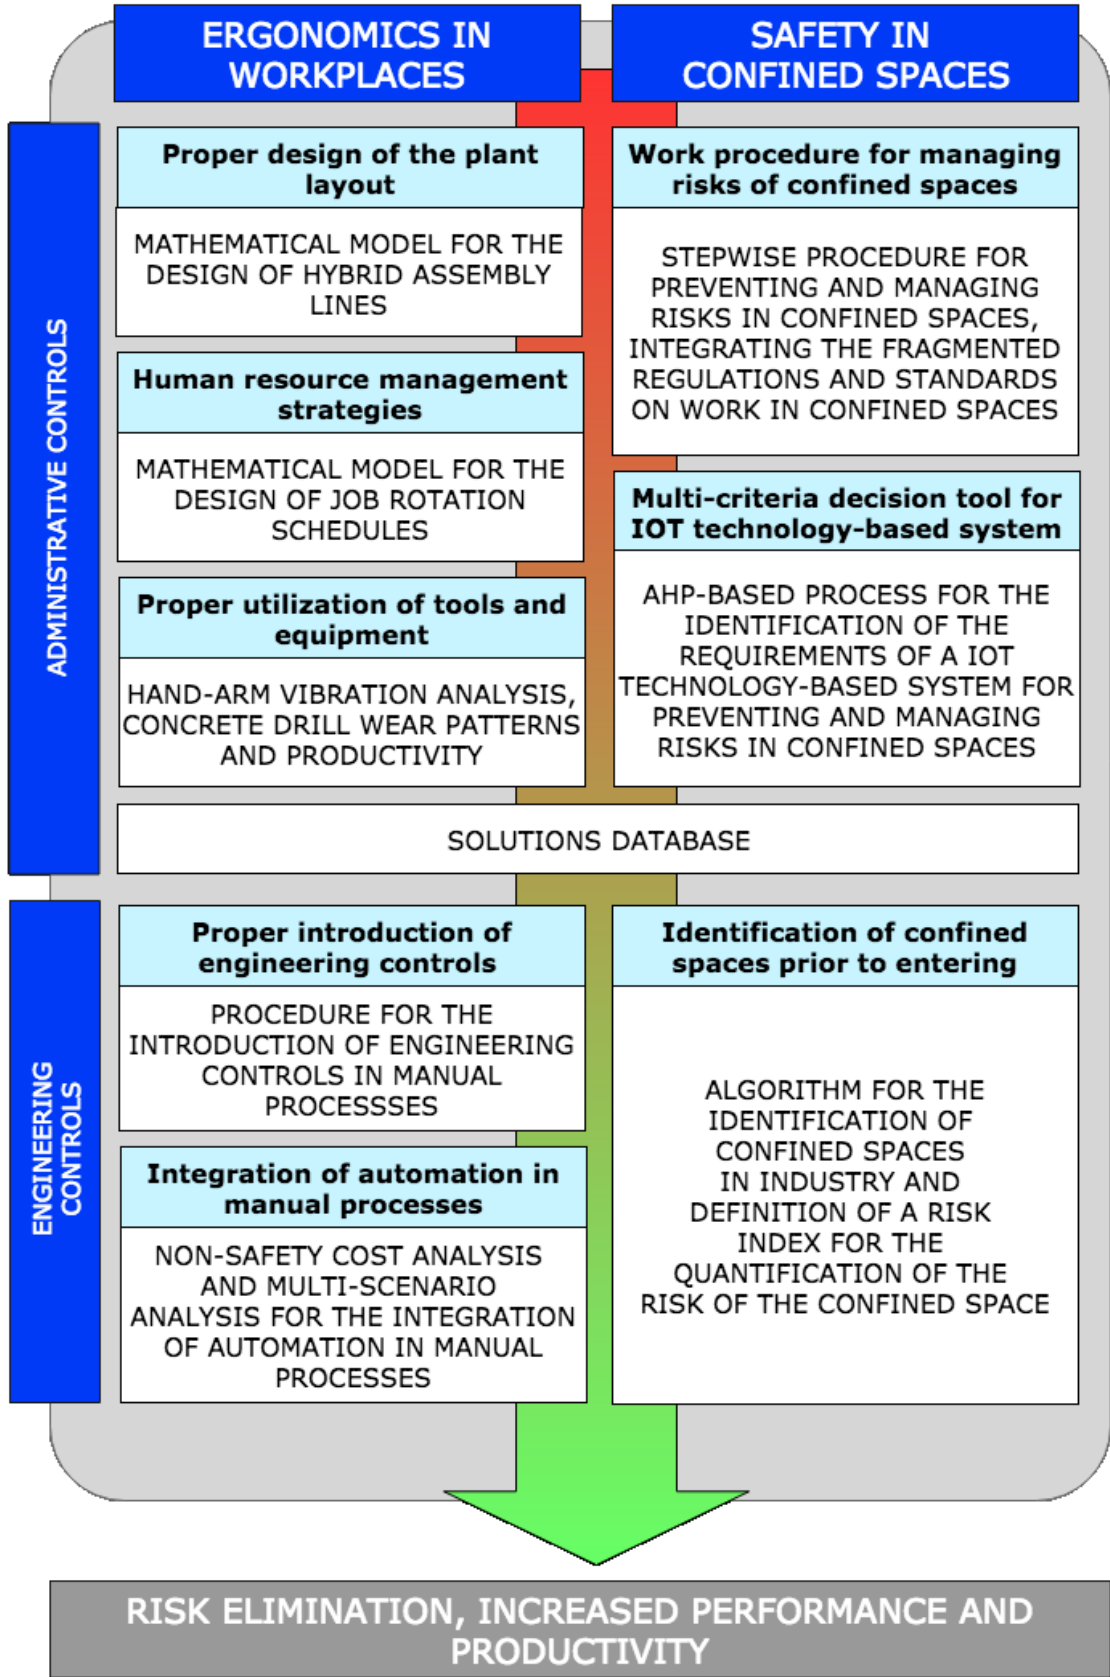 ERGONOMICS IN
WORKPLACES
SAFETY IN
CONFINED SPACES
ADMINISTRATIVE CONTROLS
Proper design of the plant
layout
MATHEMATICAL MODEL FOR THE
DESIGN OF HYBRID ASSEMBLY
LINES
Human resource management
strategies
MATHEMATICAL MODEL FOR THE
DESIGN OF JOB ROTATION
SCHEDULES
Proper utilization of tools and
equipment
HAND-ARM VIBRATION ANALYSIS,
CONCRETE DRILL WEAR PATTERNS
AND PRODUCTIVITY
Work procedure for managing
risks of confined spaces
STEPWISE PROCEDURE FOR
PREVENTING AND MANAGING
RISKS IN CONFINED SPACES,
INTEGRATING THE FRAGMENTED
REGULATIONS AND STANDARDS
ON WORK IN CONFINED SPACES
Multi-criteria decision tool for
IOT technology-based system
AHP-BASED PROCESS FOR THE
IDENTIFICATION OF THE
REQUIREMENTS OF A IOT
TECHNOLOGY-BASED SYSTEM FOR
PREVENTING AND MANAGING
RISKS IN CONFINED SPACES
SOLUTIONS DATABASE
ENGINEERING
CONTROLS
Proper introduction of
engineering controls
PROCEDURE FOR THE
INTRODUCTION OF ENGINEERING
CONTROLS IN MANUAL
PROCESSSES
Integration of automation in
manual processes
NON-SAFETY COST ANALYSIS
AND MULTI-SCENARIO
ANALYSIS FOR THE INTEGRATION
OF AUTOMATION IN MANUAL
PROCESSES
Identification of confined
spaces prior to entering
ALGORITHM FOR THE
IDENTIFICATION OF
CONFINED SPACES
IN INDUSTRY AND
DEFINITION OF A RISK
INDEX FOR THE
QUANTIFICATION OF THE
RISK OF THE CONFINED SPACE
RISK ELIMINATION, INCREASED PERFORMANCE AND
PRODUCTIVITY